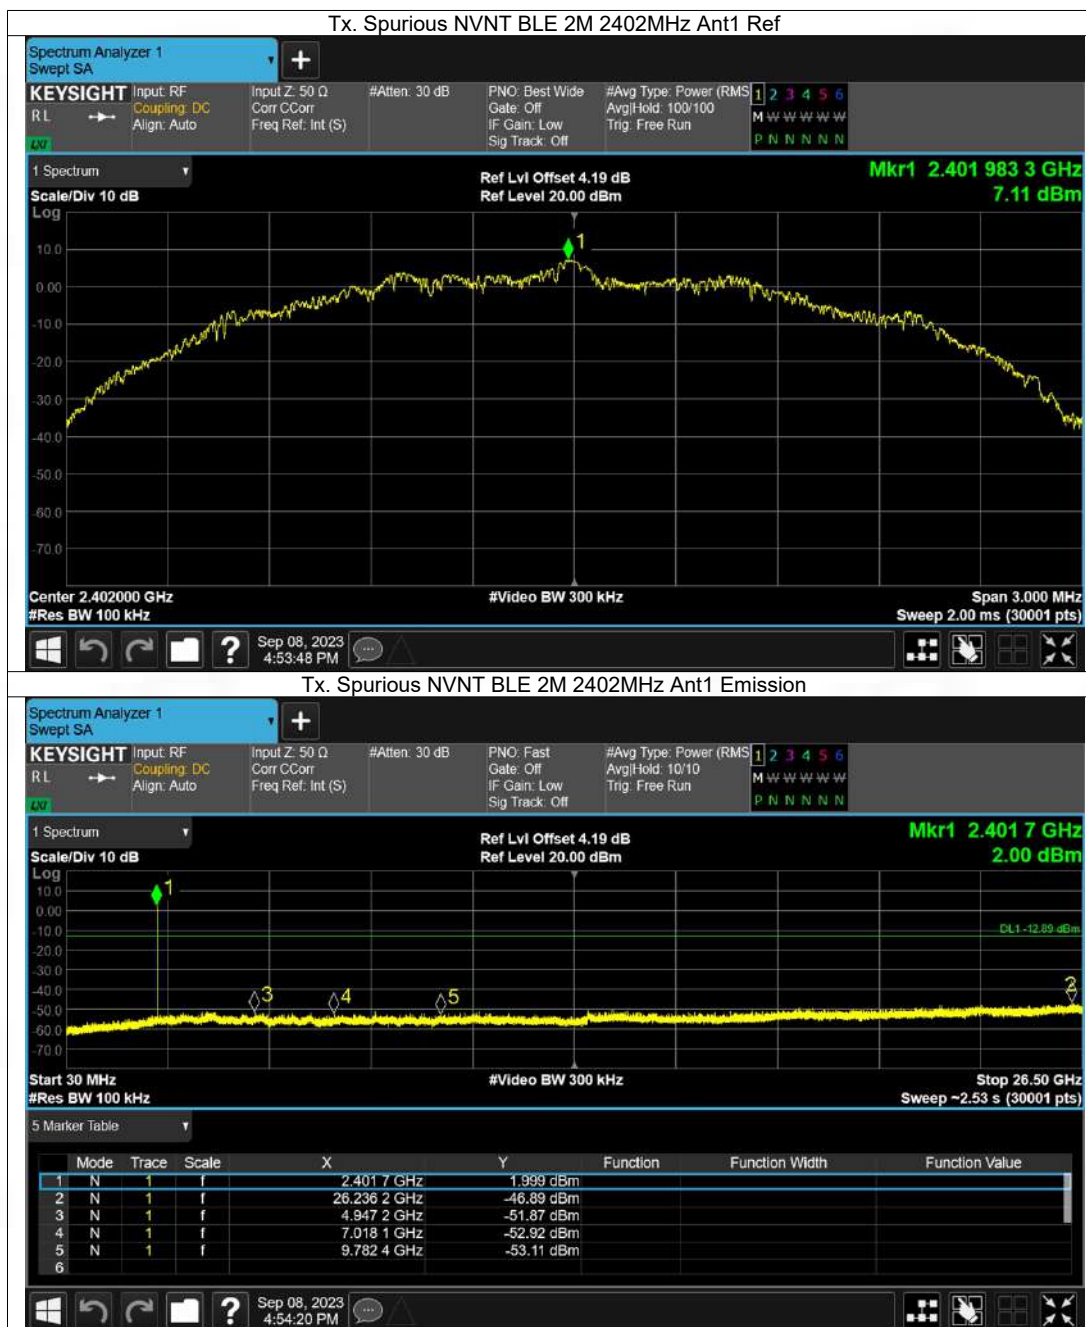 Tx. Spurious NVNT BLE 2M 2402MHz Ant1 Ref
Spectrum Analyzer 1
Swept SA
+
KEYSIGHT
RL
LXI
Input: RF
Coupling: DC
Align: Auto
Input Z: 50 Ω
Corr CCorr
Freq Ref: Int (S)
#Atten: 30 dB
PNO: Best Wide
Gate: Off
IF Gain: Low
Sig Track: Off
#Avg Type: Power (RMS
Avg|Hold: 100/100
Trig: Free Run
1 2 3 4 5 6
M W W W W W
P N N N N N
1 Spectrum
Scale/Div 10 dB
Ref Lvl Offset 4.19 dB
Ref Level 20.00 dBm
Mkr1 2.401 983 3 GHz
7.11 dBm
Log
1
10.0
0.00
-10.0
-20.0
-30.0
-40.0
-50.0
-60.0
-70.0
Center 2.402000 GHz
#Video BW 300 kHz
Span 3.000 MHz
#Res BW 100 kHz
Sweep 2.00 ms (30001 pts)
?
Sep 08, 2023
4:53:48 PM
Tx. Spurious NVNT BLE 2M 2402MHz Ant1 Emission
Spectrum Analyzer 1
Swept SA
+
KEYSIGHT
RL
LXI
Input: RF
Coupling: DC
Align: Auto
Input Z: 50 Ω
Corr CCorr
Freq Ref: Int (S)
#Atten: 30 dB
PNO: Fast
Gate: Off
IF Gain: Low
Sig Track: Off
#Avg Type: Power (RMS
Avg|Hold: 10/10
Trig: Free Run
1 2 3 4 5 6
M W W W W W
P N N N N N
1 Spectrum
Scale/Div 10 dB
Ref Lvl Offset 4.19 dB
Ref Level 20.00 dBm
Mkr1 2.401 7 GHz
2.00 dBm
Log
10.0
0.00
-10.0
-20.0
-30.0
-40.0
-50.0
-60.0
-70.0
1
DL1 -12.89 dBm
3
4
5
2
Start 30 MHz
#Video BW 300 kHz
Stop 26.50 GHz
#Res BW 100 kHz
Sweep ~2.53 s (30001 pts)
5 Marker Table
Mode Trace Scale X Y Function Function Width Function Value
1 N 1 f 2.401 7 GHz 1.999 dBm
2 N 1 f 26.236 2 GHz -46.89 dBm
3 N 1 f 4.947 2 GHz -51.87 dBm
4 N 1 f 7.018 1 GHz -52.92 dBm
5 N 1 f 9.782 4 GHz -53.11 dBm
6
?
Sep 08, 2023
4:54:20 PM